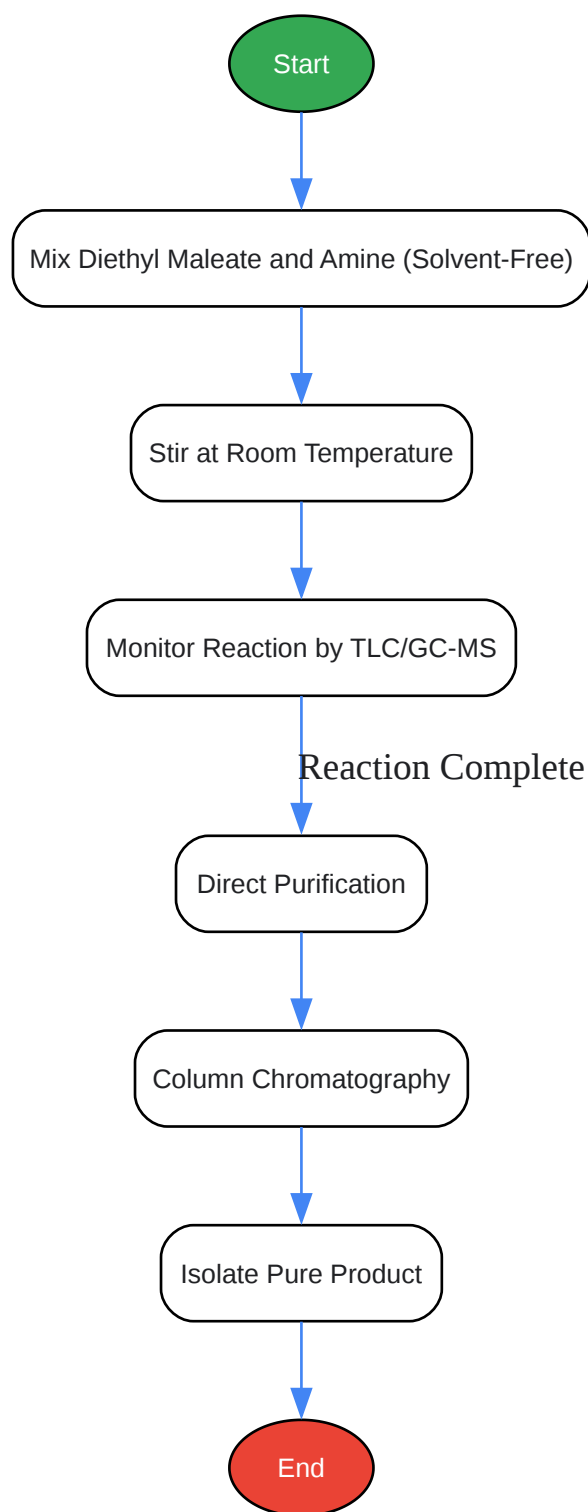 Start
Mix Diethyl Maleate and Amine (Solvent-Free)
Stir at Room Temperature
Monitor Reaction by TLC/GC-MS
Reaction Complete
Direct Purification
Column Chromatography
Isolate Pure Product
End